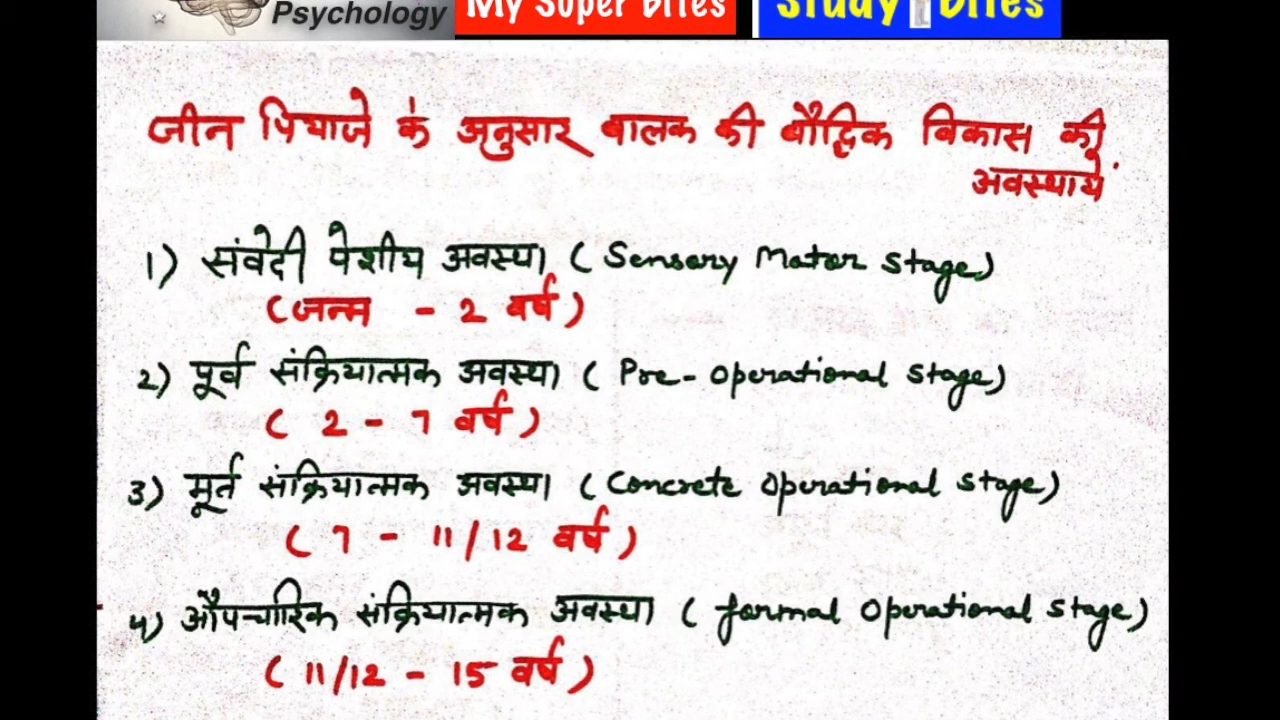 Psychology
My Super Bites
Study Bites
जीन पियाजे के अनुसार बालक की बौद्धिक विकास की
अवस्थायें
1) संवेदी पेशीय अवस्था ( Sensory Motor Stage)
(जन्म - 2 वर्ष)
2) पूर्व संक्रियात्मक अवस्था ( Pre-Operational Stage)
( 2 - 7 वर्ष)
3) मूर्त संक्रियात्मक अवस्था ( Concrete Operational Stage)
( 7 - 11/12 वर्ष)
4) औपचारिक संक्रियात्मक अवस्था ( formal Operational Stage)
( 11/12 - 15 वर्ष)